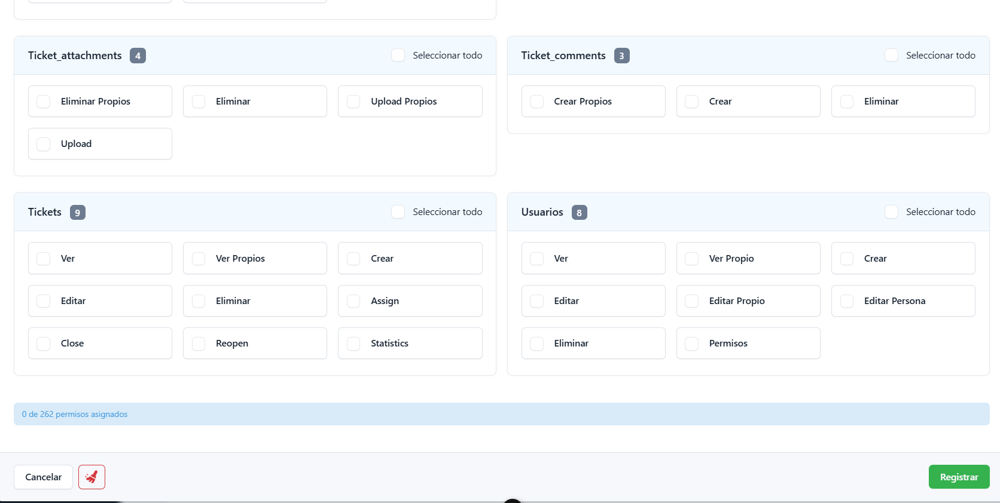 Ticket_attachments 4 Seleccionar todo
Eliminar Propios Eliminar Upload Propios
Upload
Ticket_comments 3 Seleccionar todo
Crear Propios Crear Eliminar
Tickets 9 Seleccionar todo
Ver Ver Propios Crear
Editar Eliminar Assign
Close Reopen Statistics
Usuarios 8 Seleccionar todo
Ver Ver Propio Crear
Editar Editar Propio Editar Persona
Eliminar Permisos
0 de 262 permisos asignados
Cancelar Registrar